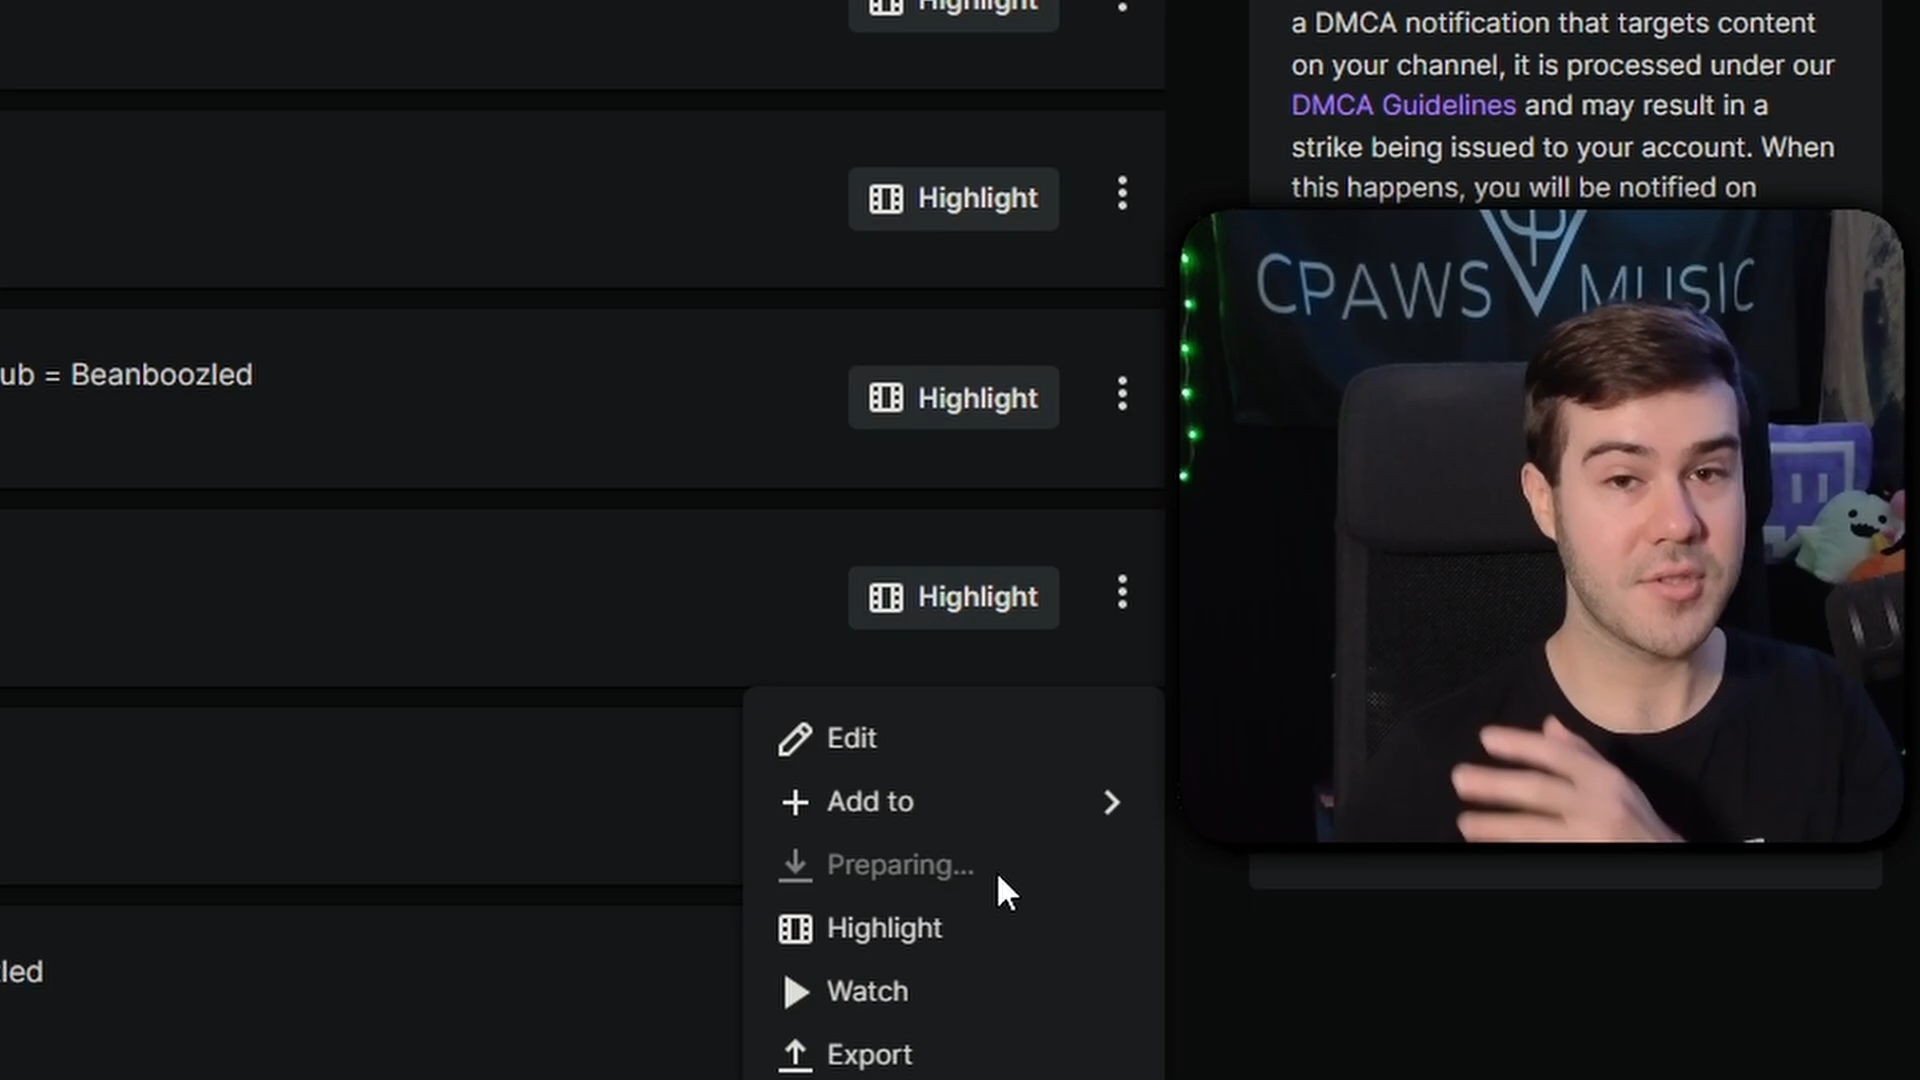 Highlight
a DMCA notification that targets content
on your channel, it is processed under our
DMCA Guidelines and may result in a
strike being issued to your account. When
this happens, you will be notified on
Highlight
CPAWS MUSIC
ub = Beanboozled
Highlight
Highlight
Edit
Add to
Preparing...
Highlight
led
Watch
Export